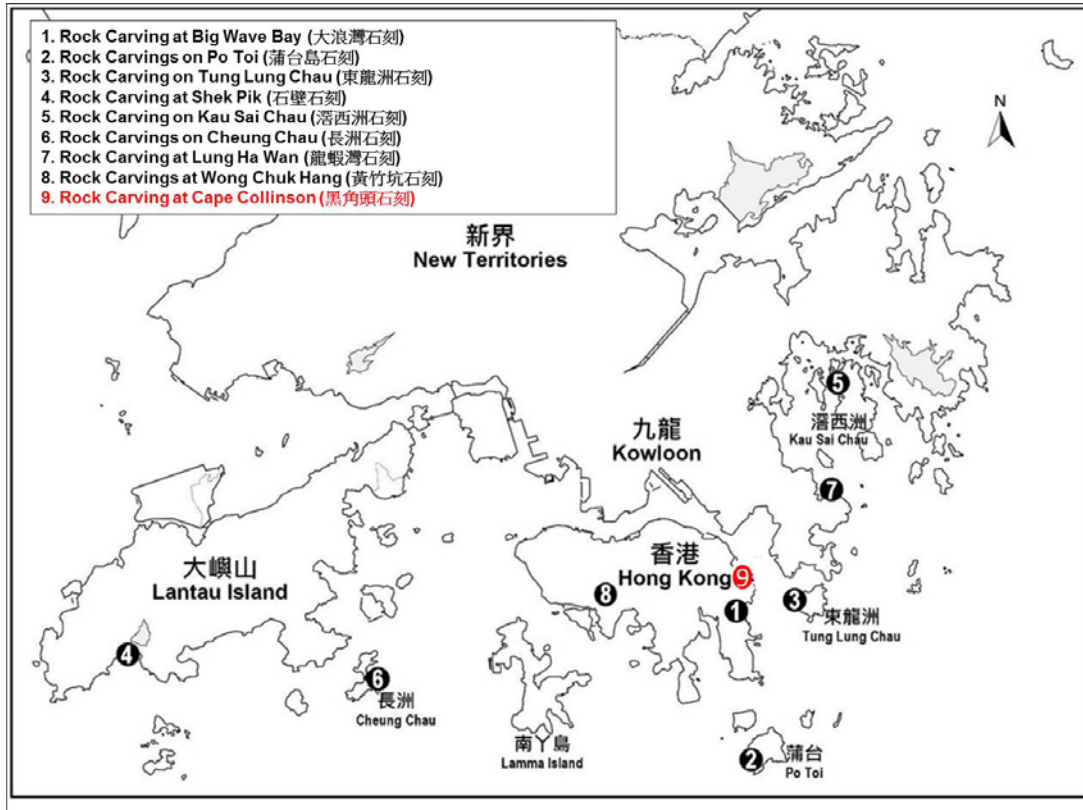 1. Rock Carving at Big Wave Bay (大浪灣石刻)
2. Rock Carvings on Po Toi (蒲台島石刻)
3. Rock Carving on Tung Lung Chau (東龍洲石刻)
4. Rock Carving at Shek Pik (石壁石刻)
5. Rock Carving on Kau Sai Chau (滘西洲石刻)
6. Rock Carvings on Cheung Chau (長洲石刻)
7. Rock Carving at Lung Ha Wan (龍蝦灣石刻)
8. Rock Carvings at Wong Chuk Hang (黃竹坑石刻)
9. Rock Carving at Cape Collinson (黑角頭石刻)
N
新界
New Territories
5
滘西洲
Kau Sai Chau
九龍
Kowloon
7
香港
Hong Kong
9
大嶼山
Lantau Island
8
1
3
東龍洲
Tung Lung Chau
4
6
長洲
Cheung Chau
南丫島
Lamma Island
2
蒲台
Po Toi